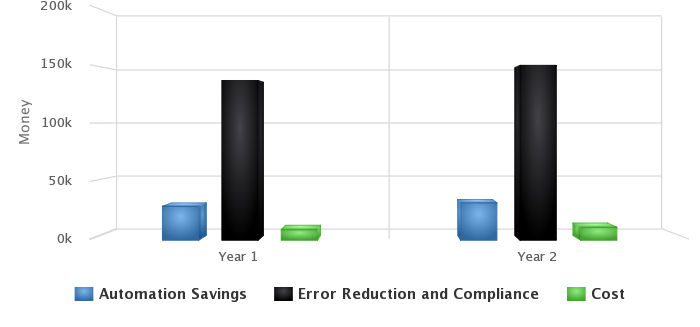 200k
150k
100k
50k
0k
Money
Year 1 Year 2
Automation Savings Error Reduction and Compliance Cost